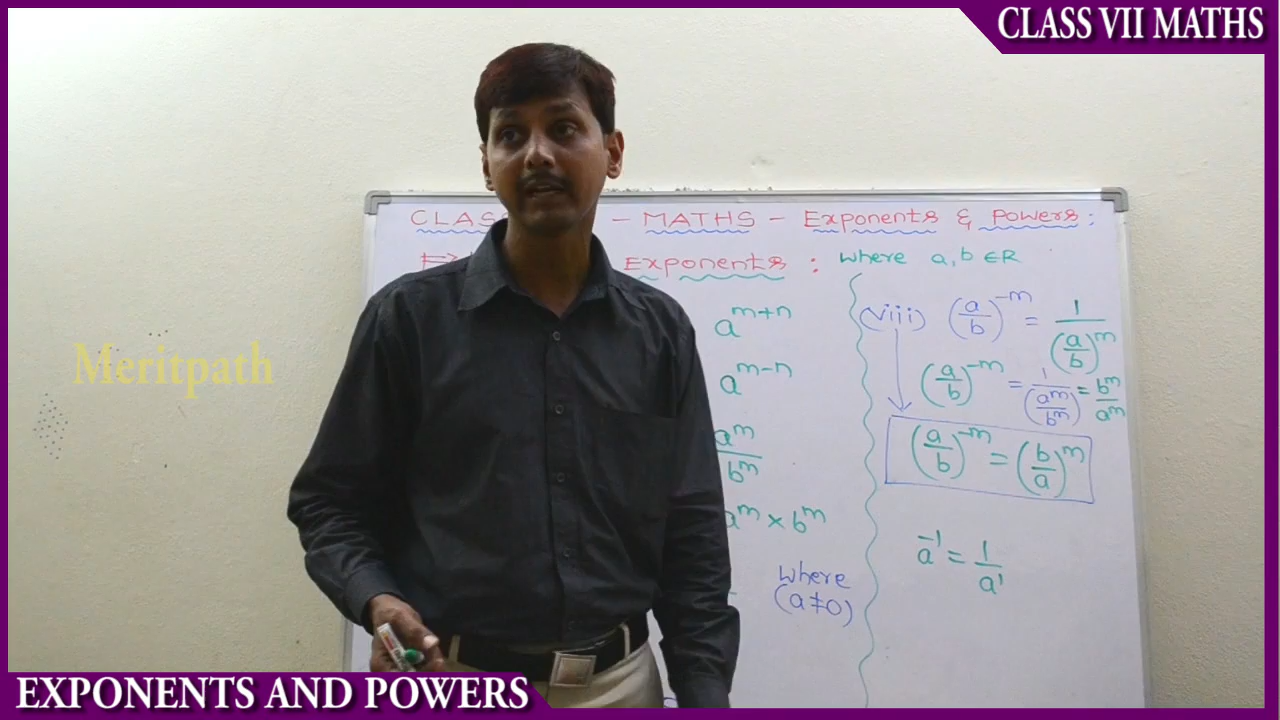 CLASS VII MATHS
CLASS - MATHS - Exponents & Powers:
Exponents : where a, b ∈ R
a^{m+n}
a^{m-n}
a^m/b^m
a^m × b^m
where
(a ≠ 0)
(viii) (a/b)^{-m} = 1/(a/b)^m
(a/b)^{-m} = 1/(a^m/b^m) = b^m/a^m
(a/b)^{-m} = (b/a)^m
a^{-1} = 1/a^1
Meritpath
EXPONENTS AND POWERS